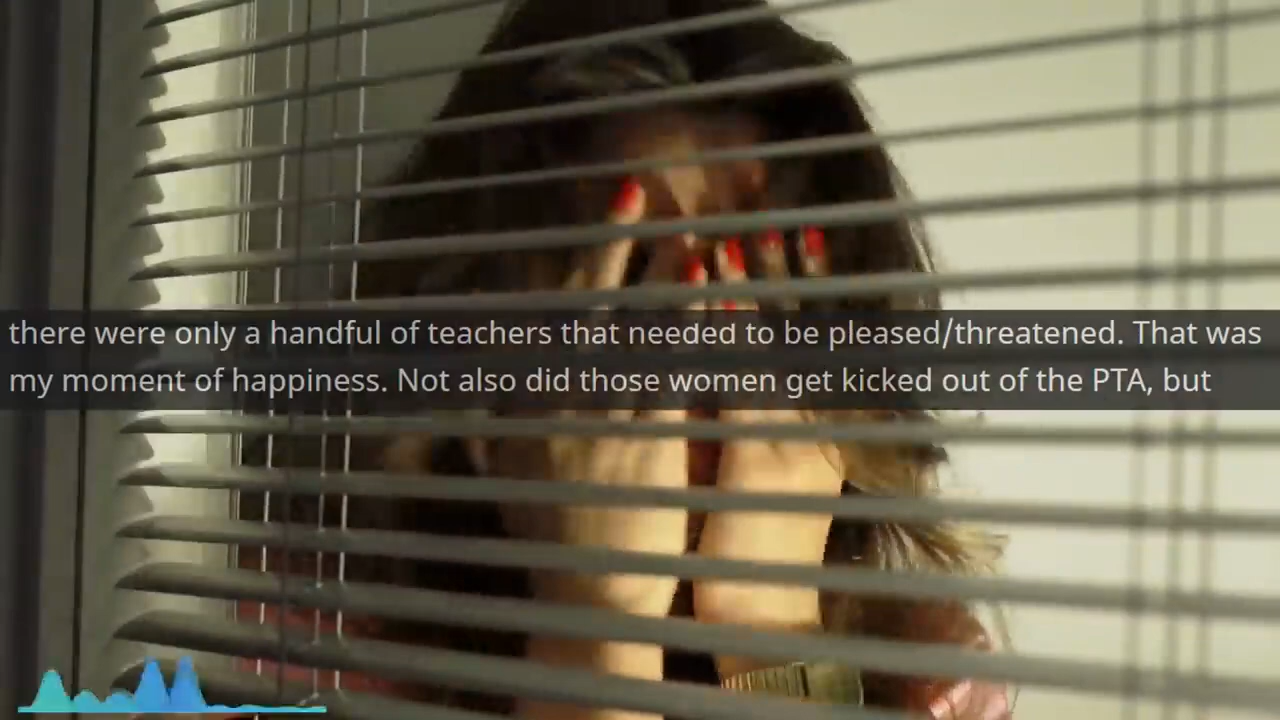 there were only a handful of teachers that needed to be pleased/threatened. That was
my moment of happiness. Not also did those women get kicked out of the PTA, but